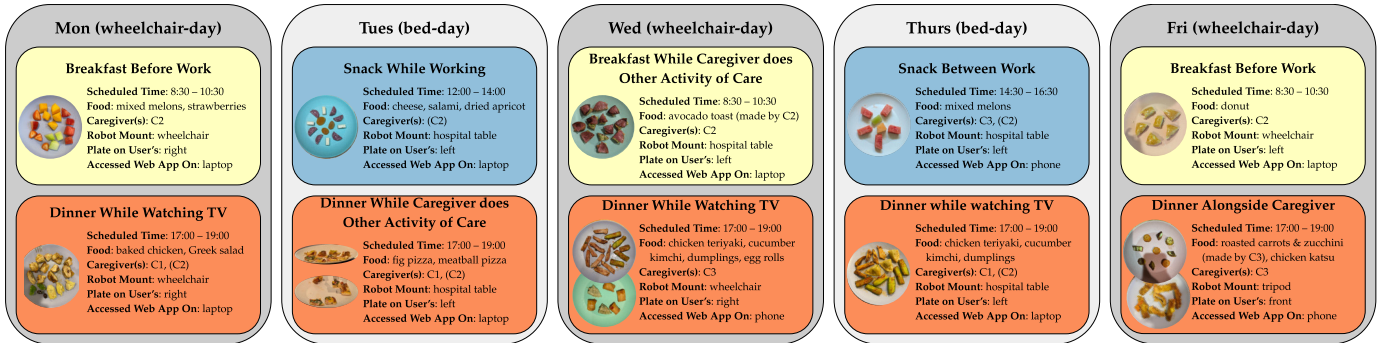 Mon (wheelchair-day)
Breakfast Before Work
Scheduled Time: 8:30 – 10:30
Food: mixed melons, strawberries
Caregiver(s): C2
Robot Mount: wheelchair
Plate on User's: right
Accessed Web App On: laptop
Dinner While Watching TV
Scheduled Time: 17:00 – 19:00
Food: baked chicken, Greek salad
Caregiver(s): C1, (C2)
Robot Mount: wheelchair
Plate on User's: right
Accessed Web App On: laptop
Tues (bed-day)
Snack While Working
Scheduled Time: 12:00 – 14:00
Food: cheese, salami, dried apricot
Caregiver(s): (C2)
Robot Mount: hospital table
Plate on User's: left
Accessed Web App On: laptop
Dinner While Caregiver does
Other Activity of Care
Scheduled Time: 17:00 – 19:00
Food: fig pizza, meatball pizza
Caregiver(s): C1, (C2)
Robot Mount: hospital table
Plate on User's: left
Accessed Web App On: laptop
Wed (wheelchair-day)
Breakfast While Caregiver does
Other Activity of Care
Scheduled Time: 8:30 – 10:30
Food: avocado toast (made by C2)
Caregiver(s): C2
Robot Mount: hospital table
Plate on User's: left
Accessed Web App On: laptop
Dinner While Watching TV
Scheduled Time: 17:00 – 19:00
Food: chicken teriyaki, cucumber
kimchi, dumplings, egg rolls
Caregiver(s): C3
Robot Mount: wheelchair
Plate on User's: right
Accessed Web App On: phone
Thurs (bed-day)
Snack Between Work
Scheduled Time: 14:30 – 16:30
Food: mixed melons
Caregiver(s): C3, (C2)
Robot Mount: hospital table
Plate on User's: left
Accessed Web App On: phone
Dinner while watching TV
Scheduled Time: 17:00 – 19:00
Food: chicken teriyaki, cucumber
kimchi, dumplings
Caregiver(s): C1, (C2)
Robot Mount: hospital table
Plate on User's: left
Accessed Web App On: laptop
Fri (wheelchair-day)
Breakfast Before Work
Scheduled Time: 8:30 – 10:30
Food: donut
Caregiver(s): C2
Robot Mount: wheelchair
Plate on User's: left
Accessed Web App On: laptop
Dinner Alongside Caregiver
Scheduled Time: 17:00 – 19:00
Food: roasted carrots & zucchini
(made by C3), chicken katsu
Caregiver(s): C3
Robot Mount: tripod
Plate on User's: front
Accessed Web App On: phone